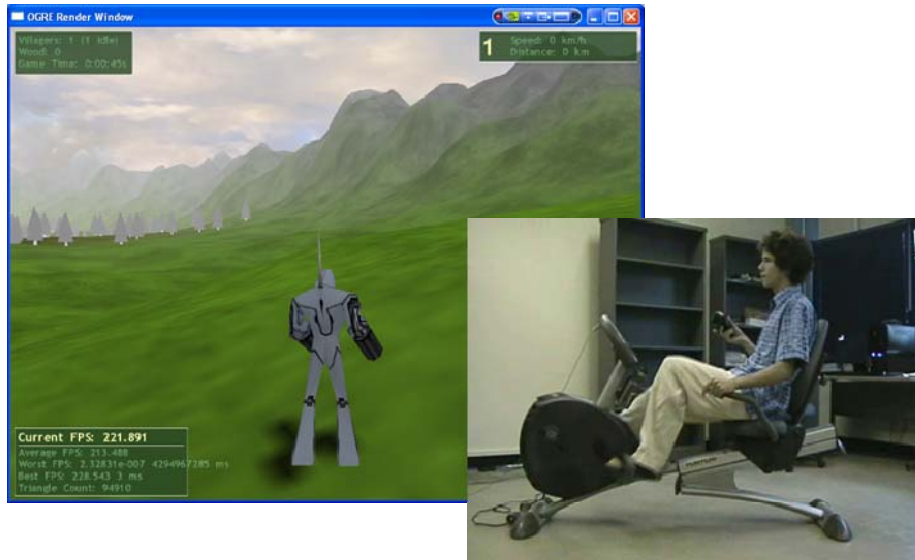 OGRE Render Window
Villagers: 1 (1 idle)
Wood: 0
Game Time: 0:00:45s
1
Speed: 0 km/h
Distance: 0 km
Current FPS: 221.891
Average FPS: 213.488
Worst FPS: 2.32831e-007 4294967285 ms
Best FPS: 228.543 3 ms
Triangle Count: 94910